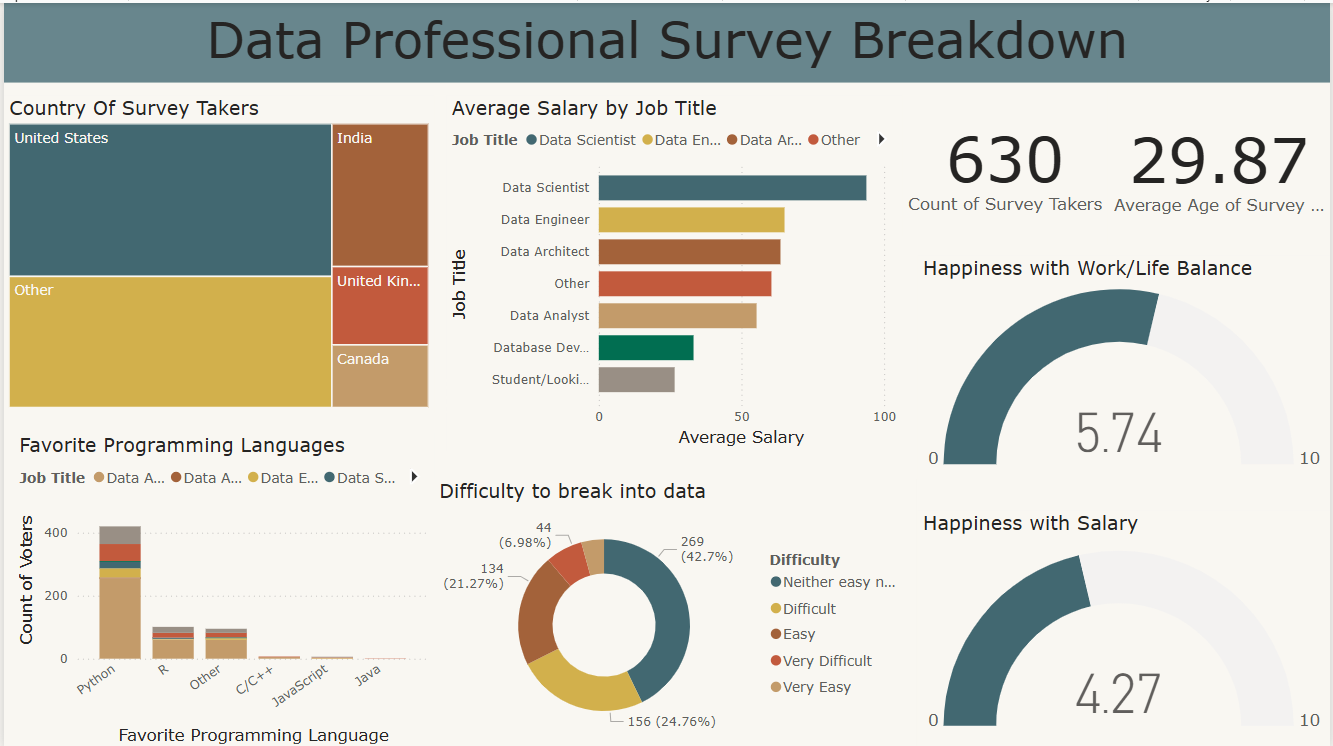 Data Professional Survey Breakdown
Country Of Survey Takers
United States
India
Other
United Kin...
Canada
Average Salary by Job Title
Job Title Data Scientist Data En... Data Ar... Other
Data Scientist
Data Engineer
Data Architect
Other
Data Analyst
Database Dev...
Student/Looki...
Job Title
0 50 100
Average Salary
630
Count of Survey Takers
29.87
Average Age of Survey ...
Happiness with Work/Life Balance
5.74
0 10
Favorite Programming Languages
Job Title Data A... Data A... Data E... Data S...
Count of Voters
400
200
0
Python R Other C/C++ JavaScript Java
Favorite Programming Language
Difficulty to break into data
44
(6.98%)
269
(42.7%)
134
(21.27%)
156 (24.76%)
Difficulty
Neither easy n...
Difficult
Easy
Very Difficult
Very Easy
Happiness with Salary
4.27
0 10